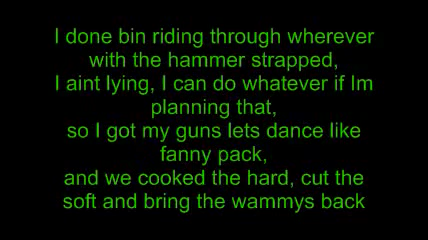 I done bin riding through wherever
with the hammer strapped,
I aint lying, I can do whatever if Im
planning that,
so I got my guns lets dance like
fanny pack,
and we cooked the hard, cut the
soft and bring the wammys back